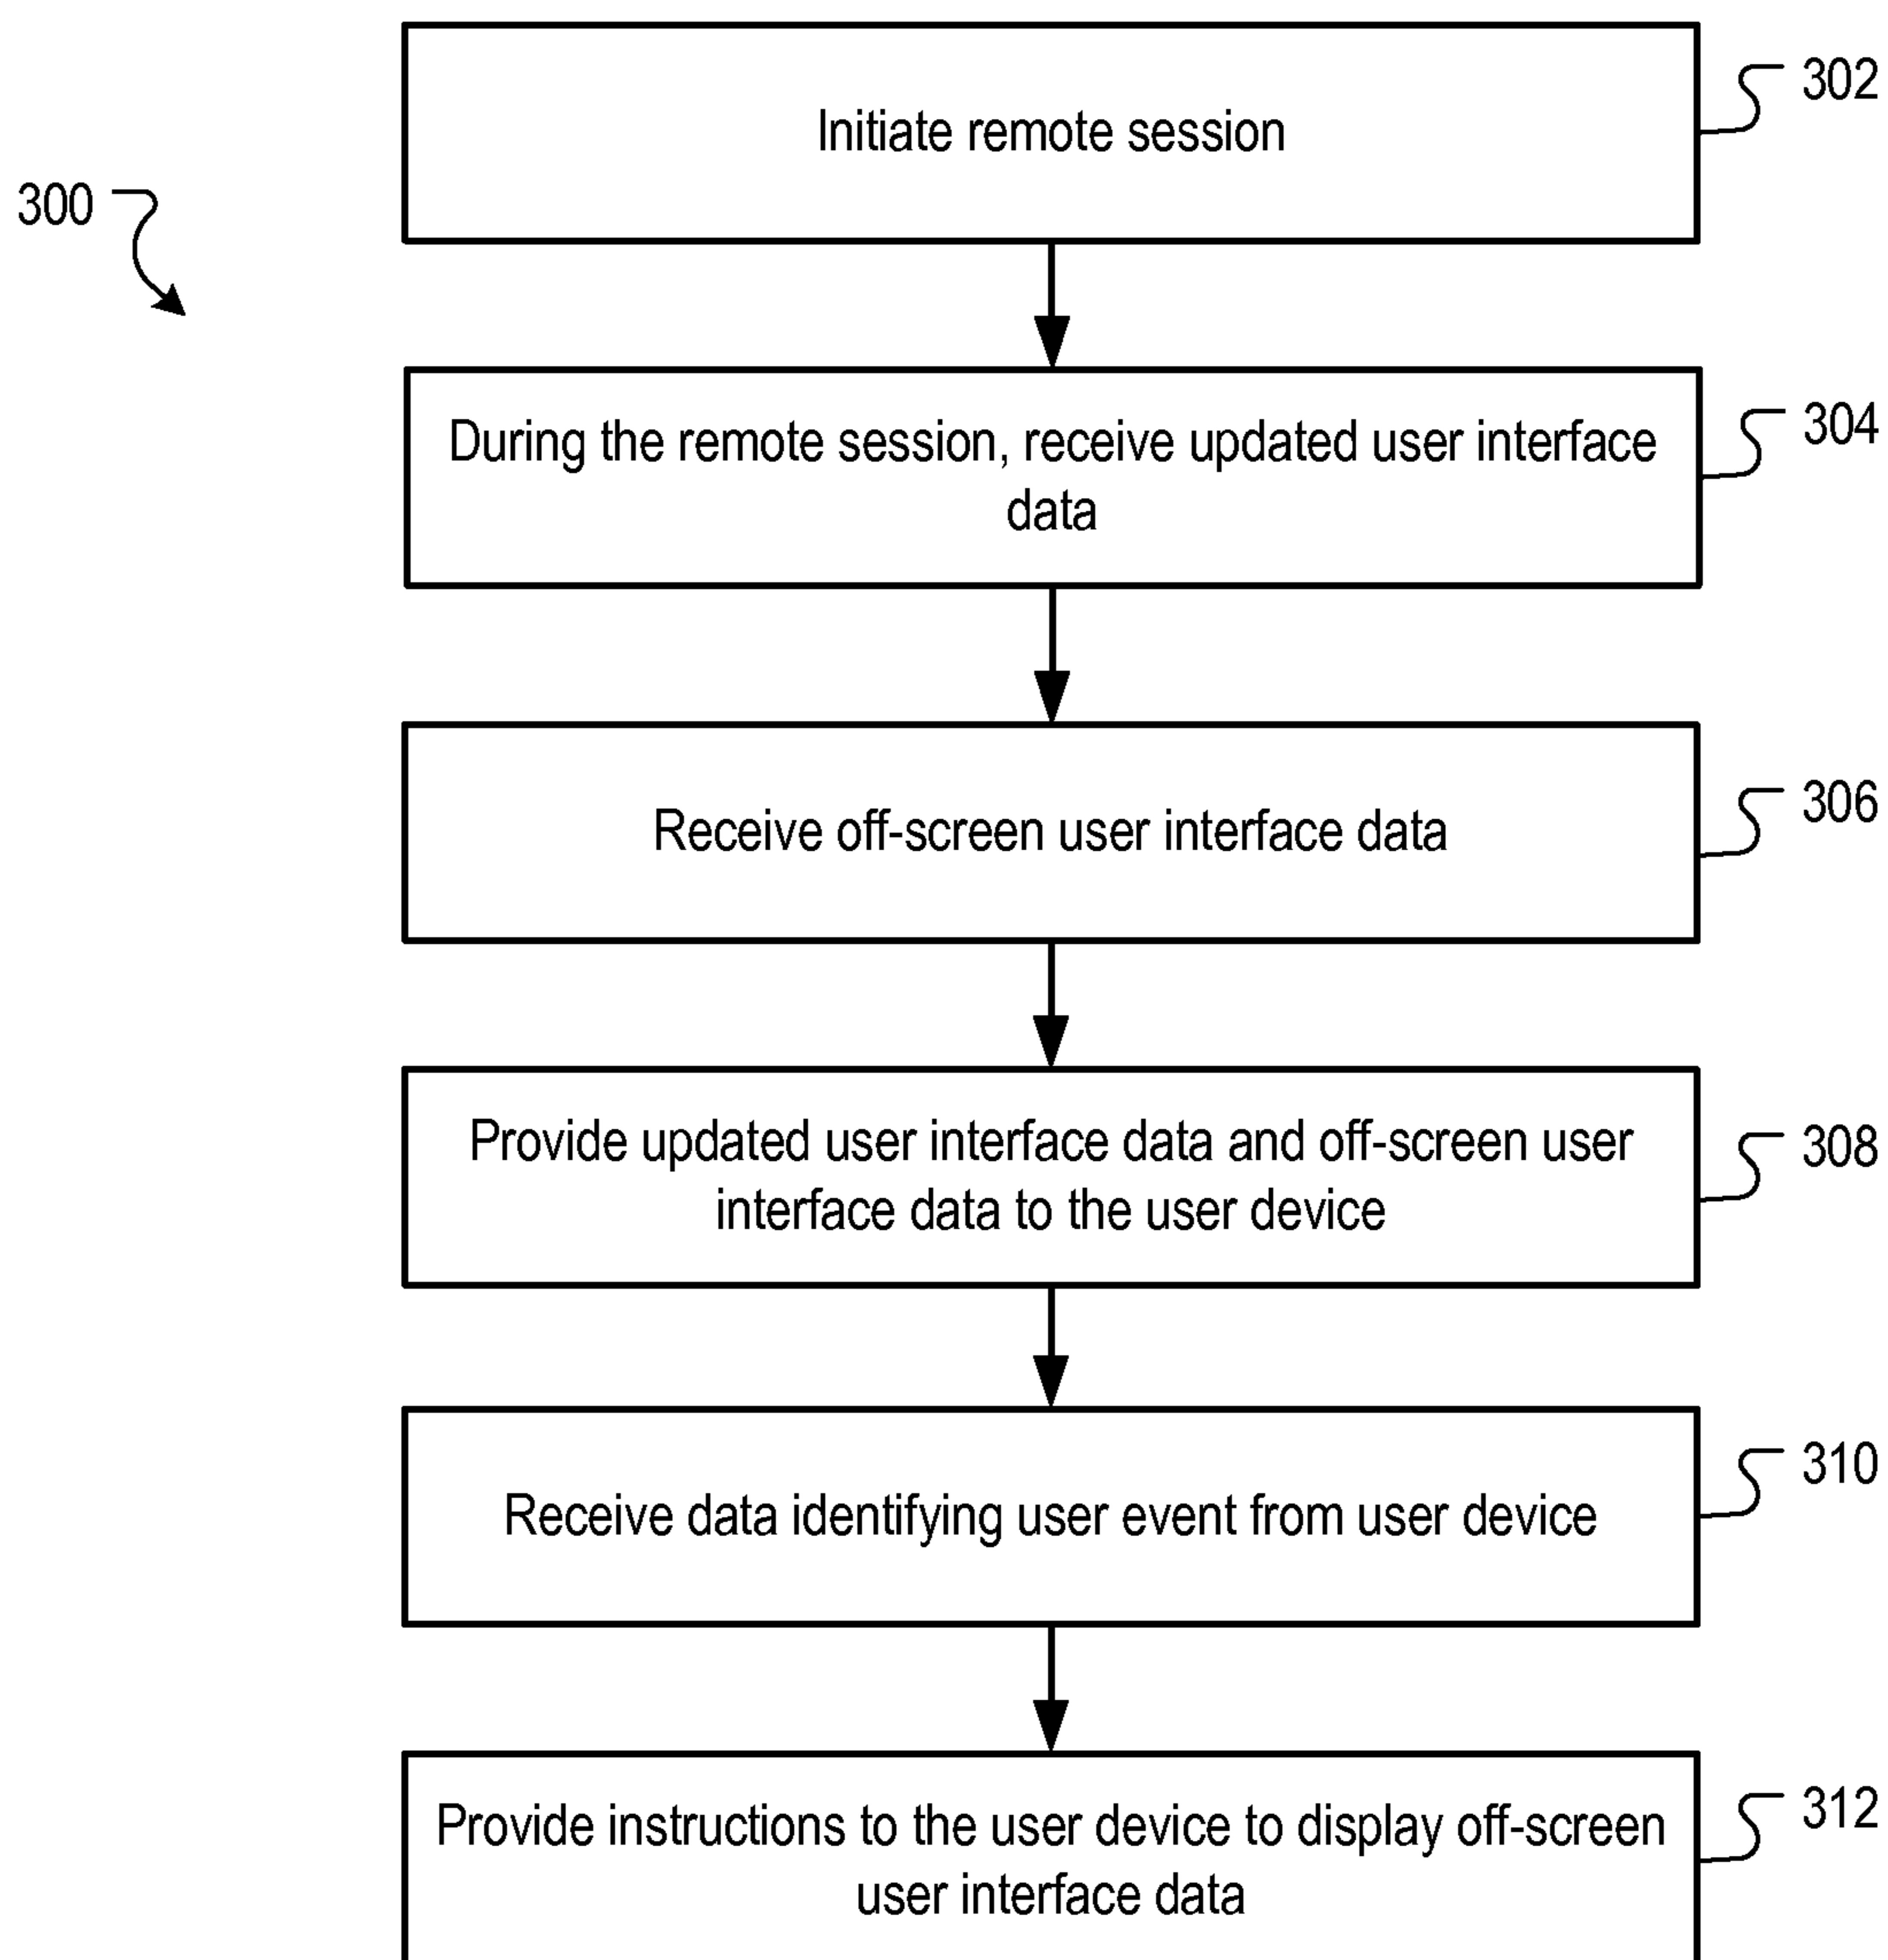 Initiate remote session
302
300
During the remote session, receive updated user interface
data
304
Receive off-screen user interface data
306
Provide updated user interface data and off-screen user
interface data to the user device
308
Receive data identifying user event from user device
310
Provide instructions to the user device to display off-screen
user interface data
312